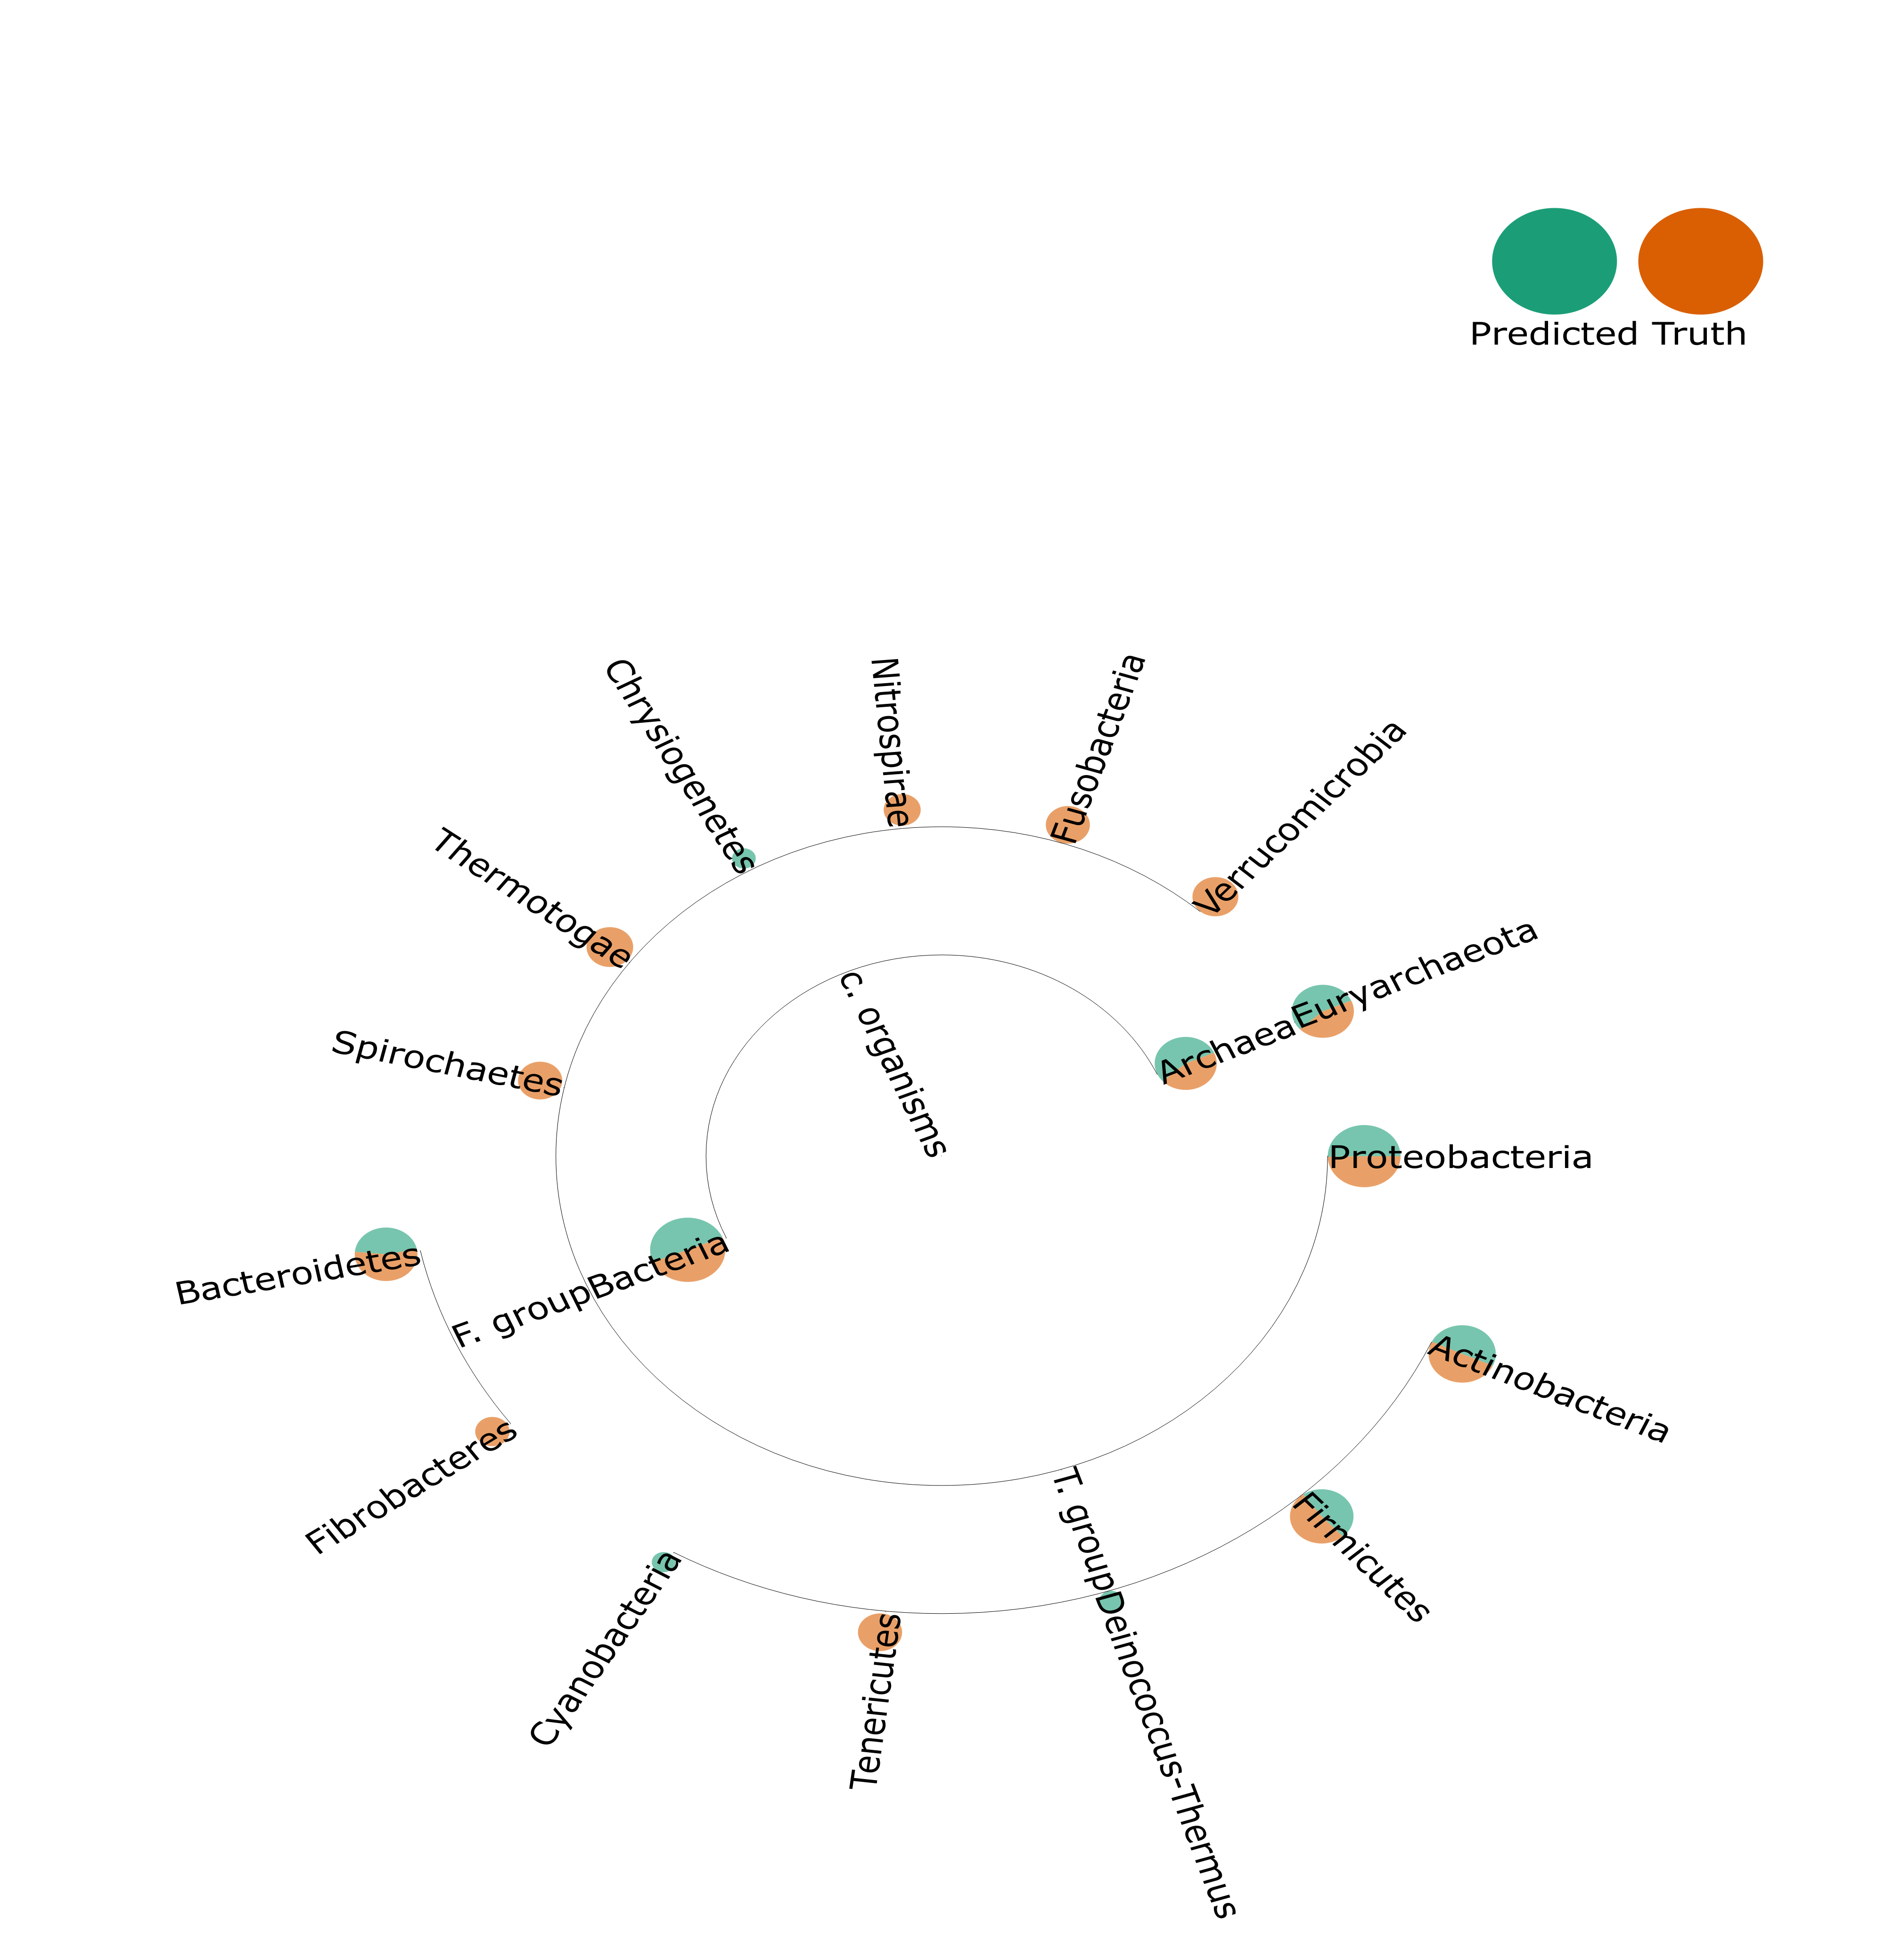 Predicted Truth
Chrysiogenetes
Nitrospirae
Fusobacteria
Verrucomicrobia
Thermotogae
Euryarchaeota
Archaea
c. organisms
Spirochaetes
Proteobacteria
Bacteroidetes
Bacteria
F. group
Actinobacteria
Fibrobacteres
T. group
Firmicutes
Cyanobacteria
Tenericutes
Deinococcus-Thermus